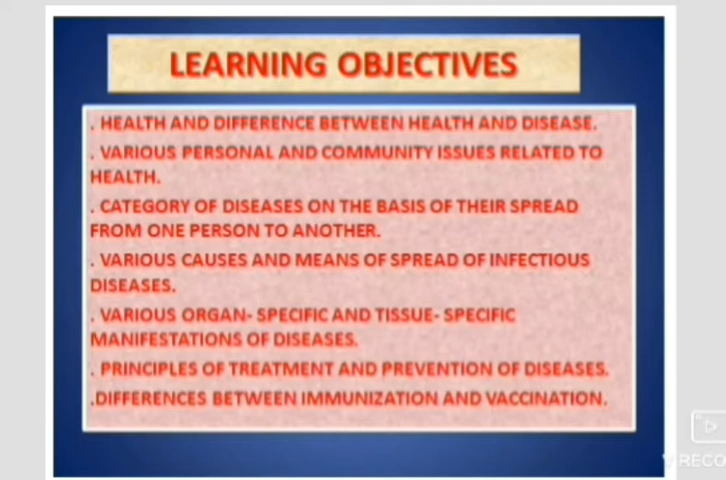 LEARNING OBJECTIVES
. HEALTH AND DIFFERENCE BETWEEN HEALTH AND DISEASE.
. VARIOUS PERSONAL AND COMMUNITY ISSUES RELATED TO
HEALTH.
. CATEGORY OF DISEASES ON THE BASIS OF THEIR SPREAD
FROM ONE PERSON TO ANOTHER.
. VARIOUS CAUSES AND MEANS OF SPREAD OF INFECTIOUS
DISEASES.
. VARIOUS ORGAN- SPECIFIC AND TISSUE- SPECIFIC
MANIFESTATIONS OF DISEASES.
. PRINCIPLES OF TREATMENT AND PREVENTION OF DISEASES.
.DIFFERENCES BETWEEN IMMUNIZATION AND VACCINATION.
V RECO